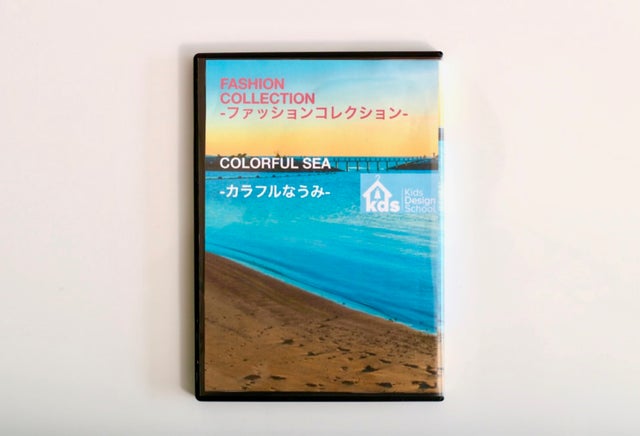 FASHION
COLLECTION
-ファッションコレクション-
COLORFUL SEA
-カラフルなうみ-
kds
Kids
Design
School